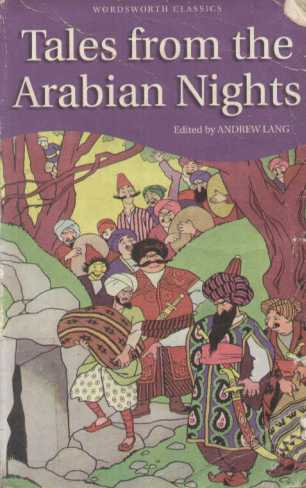 WORDSWORTH CLASSICS
Tales from the
Arabian Nights
Edited by ANDREW LANG